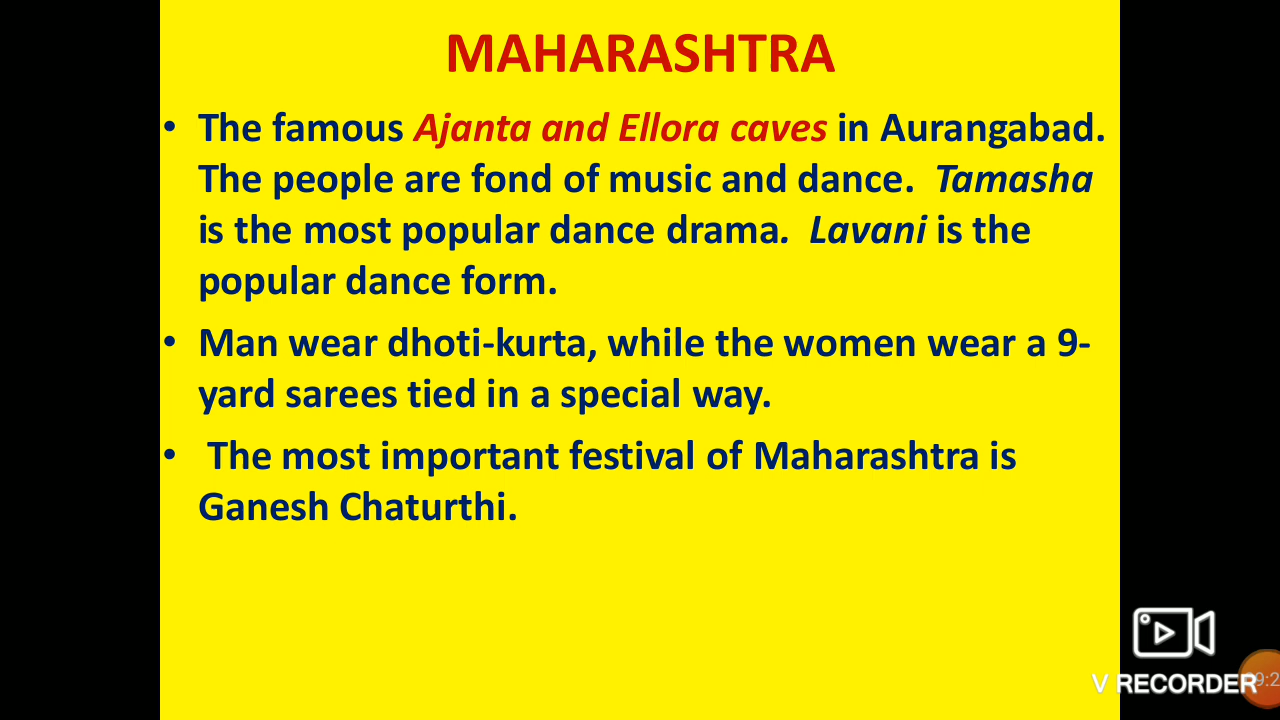 MAHARASHTRA
• The famous Ajanta and Ellora caves in Aurangabad.
The people are fond of music and dance. Tamasha
is the most popular dance drama. Lavani is the
popular dance form.
• Man wear dhoti-kurta, while the women wear a 9-
yard sarees tied in a special way.
• The most important festival of Maharashtra is
Ganesh Chaturthi.
V RECORDER